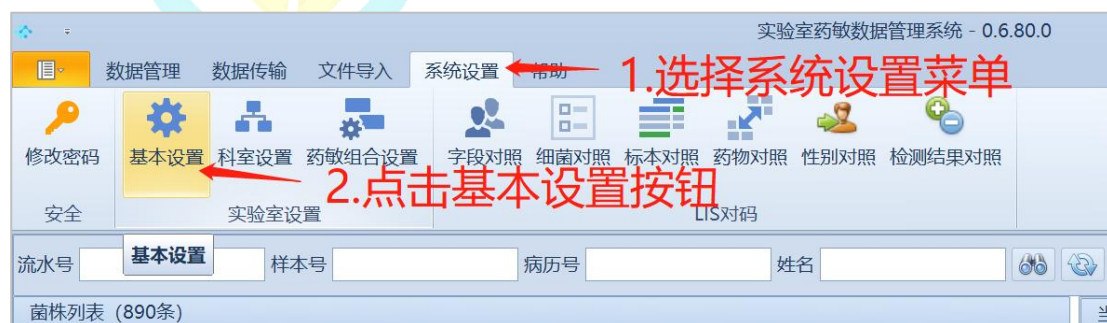 实验室药敏数据管理系统 - 0.6.80.0
数据管理 数据传输 文件导入 系统设置 帮助
1.选择系统设置菜单
修改密码 基本设置 科室设置 药敏组合设置 字段对照 细菌对照 标本对照 药物对照 性别对照 检测结果对照
2.点击基本设置按钮
安全 实验室设置 LIS对码
流水号 基本设置 样本号 病历号 姓名
菌株列表（890条）